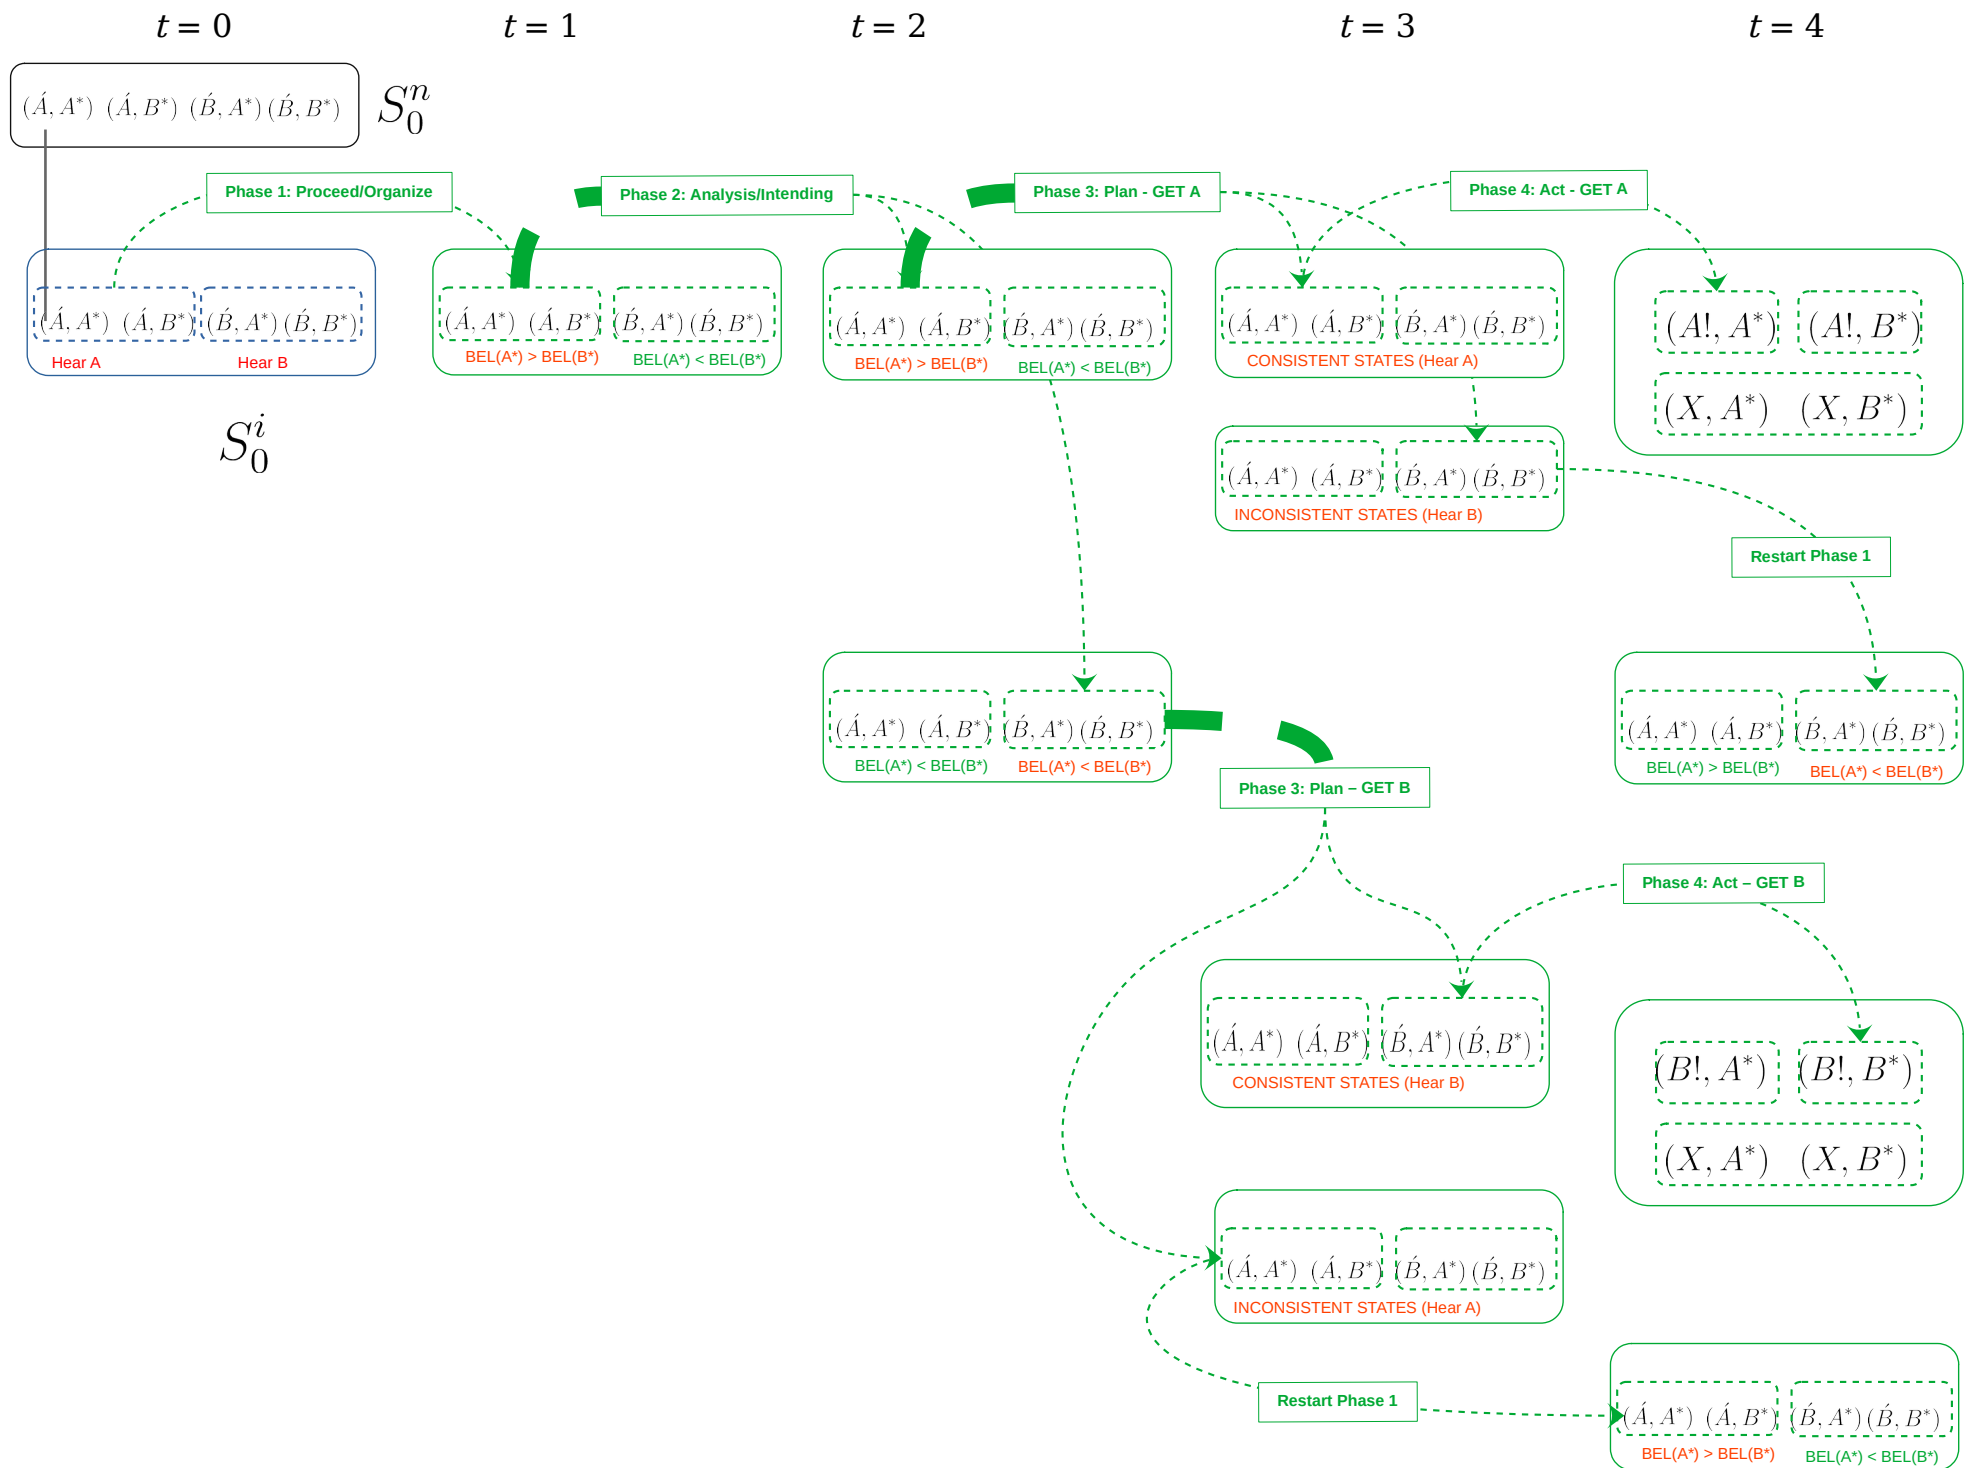 t = 0 t = 1 t = 2 t = 3 t = 4
(Á, A*) (Á, B*) (B́, A*) (B́, B*)
S₀ⁿ
Phase 1: Proceed/Organize
Phase 2: Analysis/Intending
Phase 3: Plan - GET A
Phase 4: Act - GET A
(Á, A*) (Á, B*) (B́, A*) (B́, B*)
Hear A Hear B
S₀ⁱ
(Á, A*) (Á, B*) (B́, A*) (B́, B*)
BEL(A*) > BEL(B*) BEL(A*) < BEL(B*)
(Á, A*) (Á, B*) (B́, A*) (B́, B*)
BEL(A*) > BEL(B*) BEL(A*) < BEL(B*)
(Á, A*) (Á, B*) (B́, A*) (B́, B*)
CONSISTENT STATES (Hear A)
(A!, A*) (A!, B*)
(X, A*) (X, B*)
(Á, A*) (Á, B*) (B́, A*) (B́, B*)
INCONSISTENT STATES (Hear B)
Restart Phase 1
(Á, A*) (Á, B*) (B́, A*) (B́, B*)
BEL(A*) < BEL(B*) BEL(A*) < BEL(B*)
(Á, A*) (Á, B*) (B́, A*) (B́, B*)
BEL(A*) > BEL(B*) BEL(A*) < BEL(B*)
Phase 3: Plan – GET B
Phase 4: Act – GET B
(Á, A*) (Á, B*) (B́, A*) (B́, B*)
CONSISTENT STATES (Hear B)
(B!, A*) (B!, B*)
(X, A*) (X, B*)
(Á, A*) (Á, B*) (B́, A*) (B́, B*)
INCONSISTENT STATES (Hear A)
Restart Phase 1
(Á, A*) (Á, B*) (B́, A*) (B́, B*)
BEL(A*) > BEL(B*) BEL(A*) < BEL(B*)